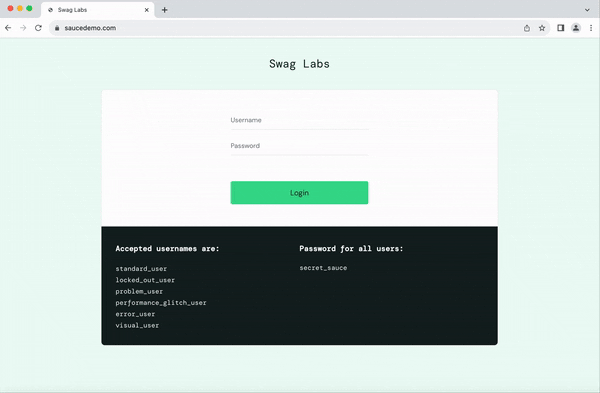 Swag Labs
saucedemo.com
Swag Labs
Username
Password
Login
Accepted usernames are:
standard_user
locked_out_user
problem_user
performance_glitch_user
error_user
visual_user
Password for all users:
secret_sauce